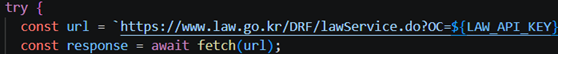 try {
const url = `https://www.law.go.kr/DRF/lawService.do?OC=${LAW_API_KEY}
const response = await fetch(url);